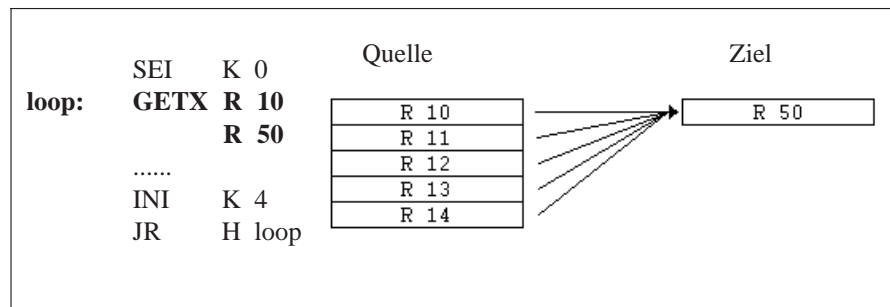 Quelle Ziel
SEI K 0
loop: GETX R 10
R 50
......
INI K 4
JR H loop
R 10
R 11
R 12
R 13
R 14
R 50